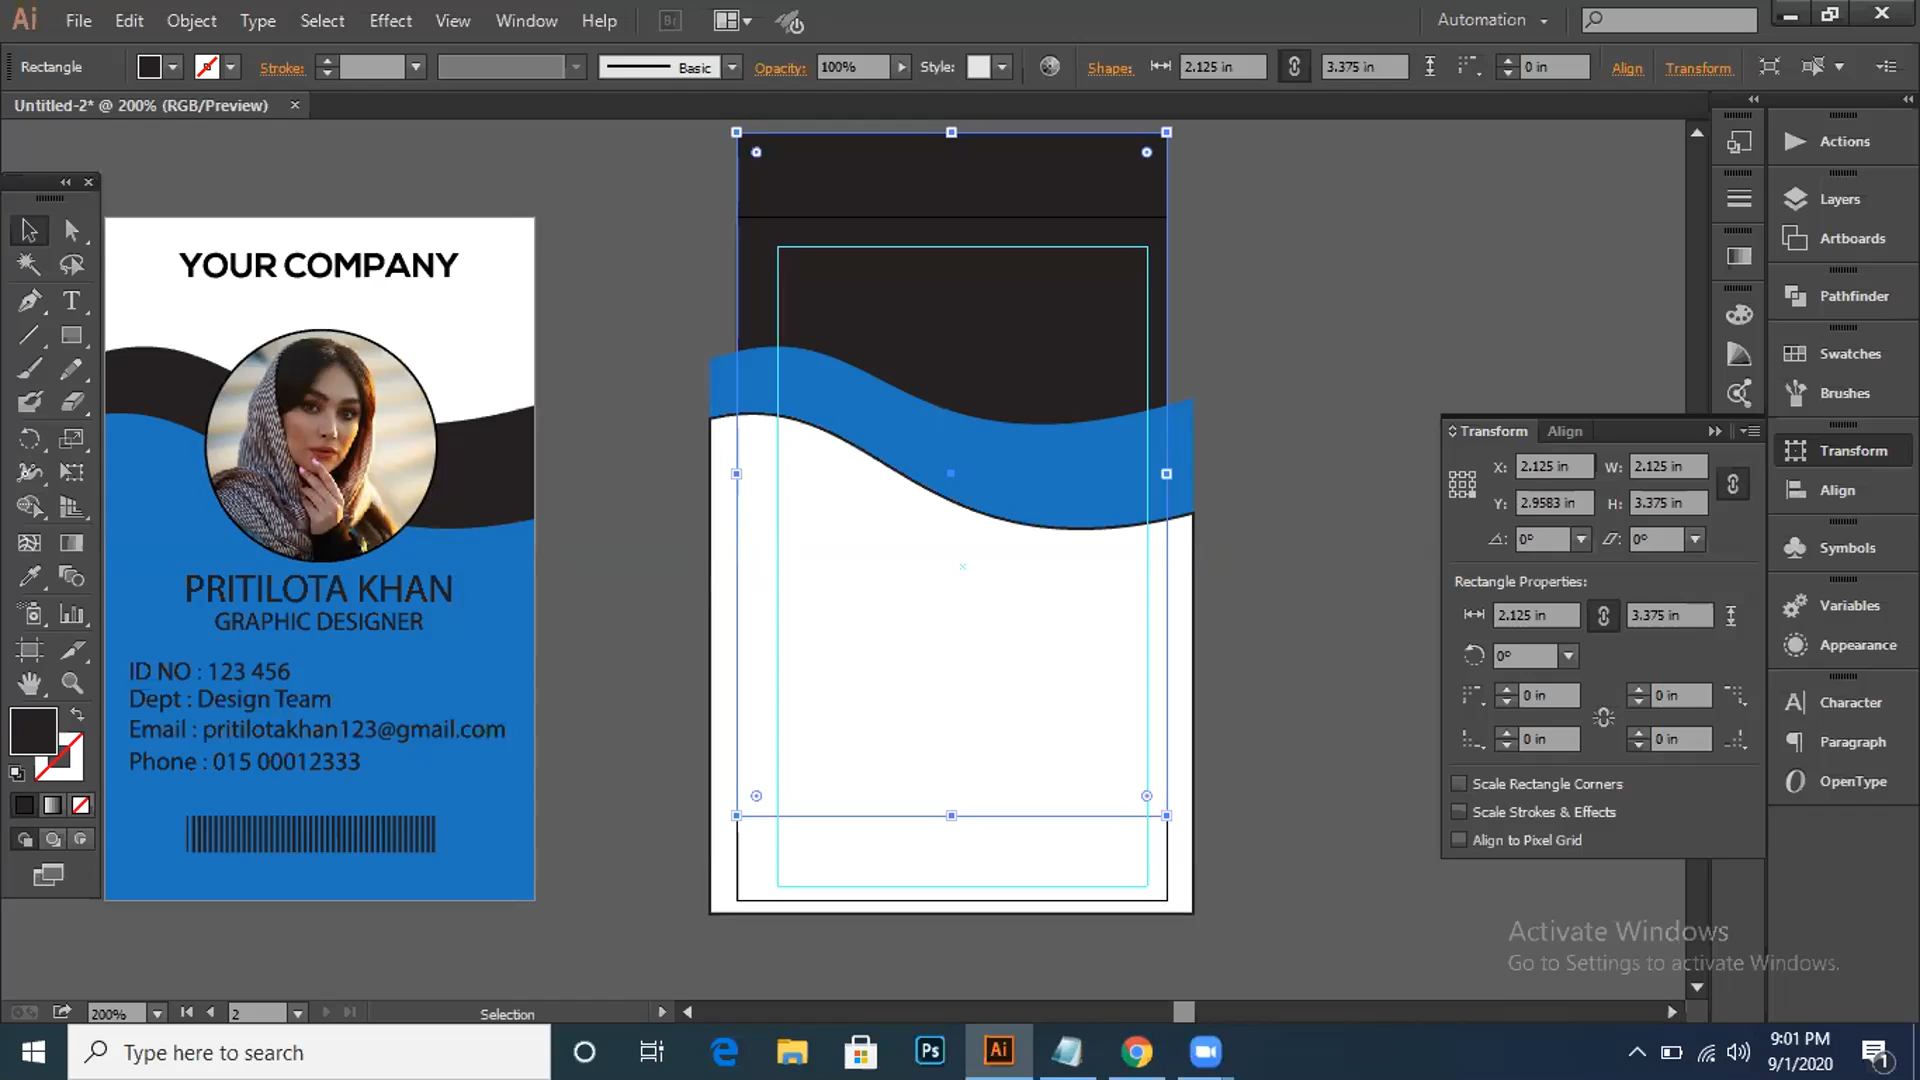 Ai File Edit Object Type Select Effect View Window Help Br Automation
Rectangle Stroke: Basic Opacity: 100% Style: Shape: 2.125 in 3.375 in 0 in Align Transform
Untitled-2* @ 200% (RGB/Preview) ×
YOUR COMPANY
PRITILOTA KHAN
GRAPHIC DESIGNER
ID NO : 123 456
Dept : Design Team
Email : pritilotakhan123@gmail.com
Phone : 015 00012333
Transform Align
X: 2.125 in W: 2.125 in
Y: 2.9583 in H: 3.375 in
0° 0°
Rectangle Properties:
2.125 in 3.375 in
0°
0 in 0 in
0 in 0 in
Scale Rectangle Corners
Scale Strokes & Effects
Align to Pixel Grid
Actions
Layers
Artboards
Pathfinder
Swatches
Brushes
Transform
Align
Symbols
Variables
Appearance
Character
Paragraph
OpenType
Activate Windows
Go to Settings to activate Windows.
200% 2 Selection
Type here to search
Ps Ai
9:01 PM
9/1/2020
1